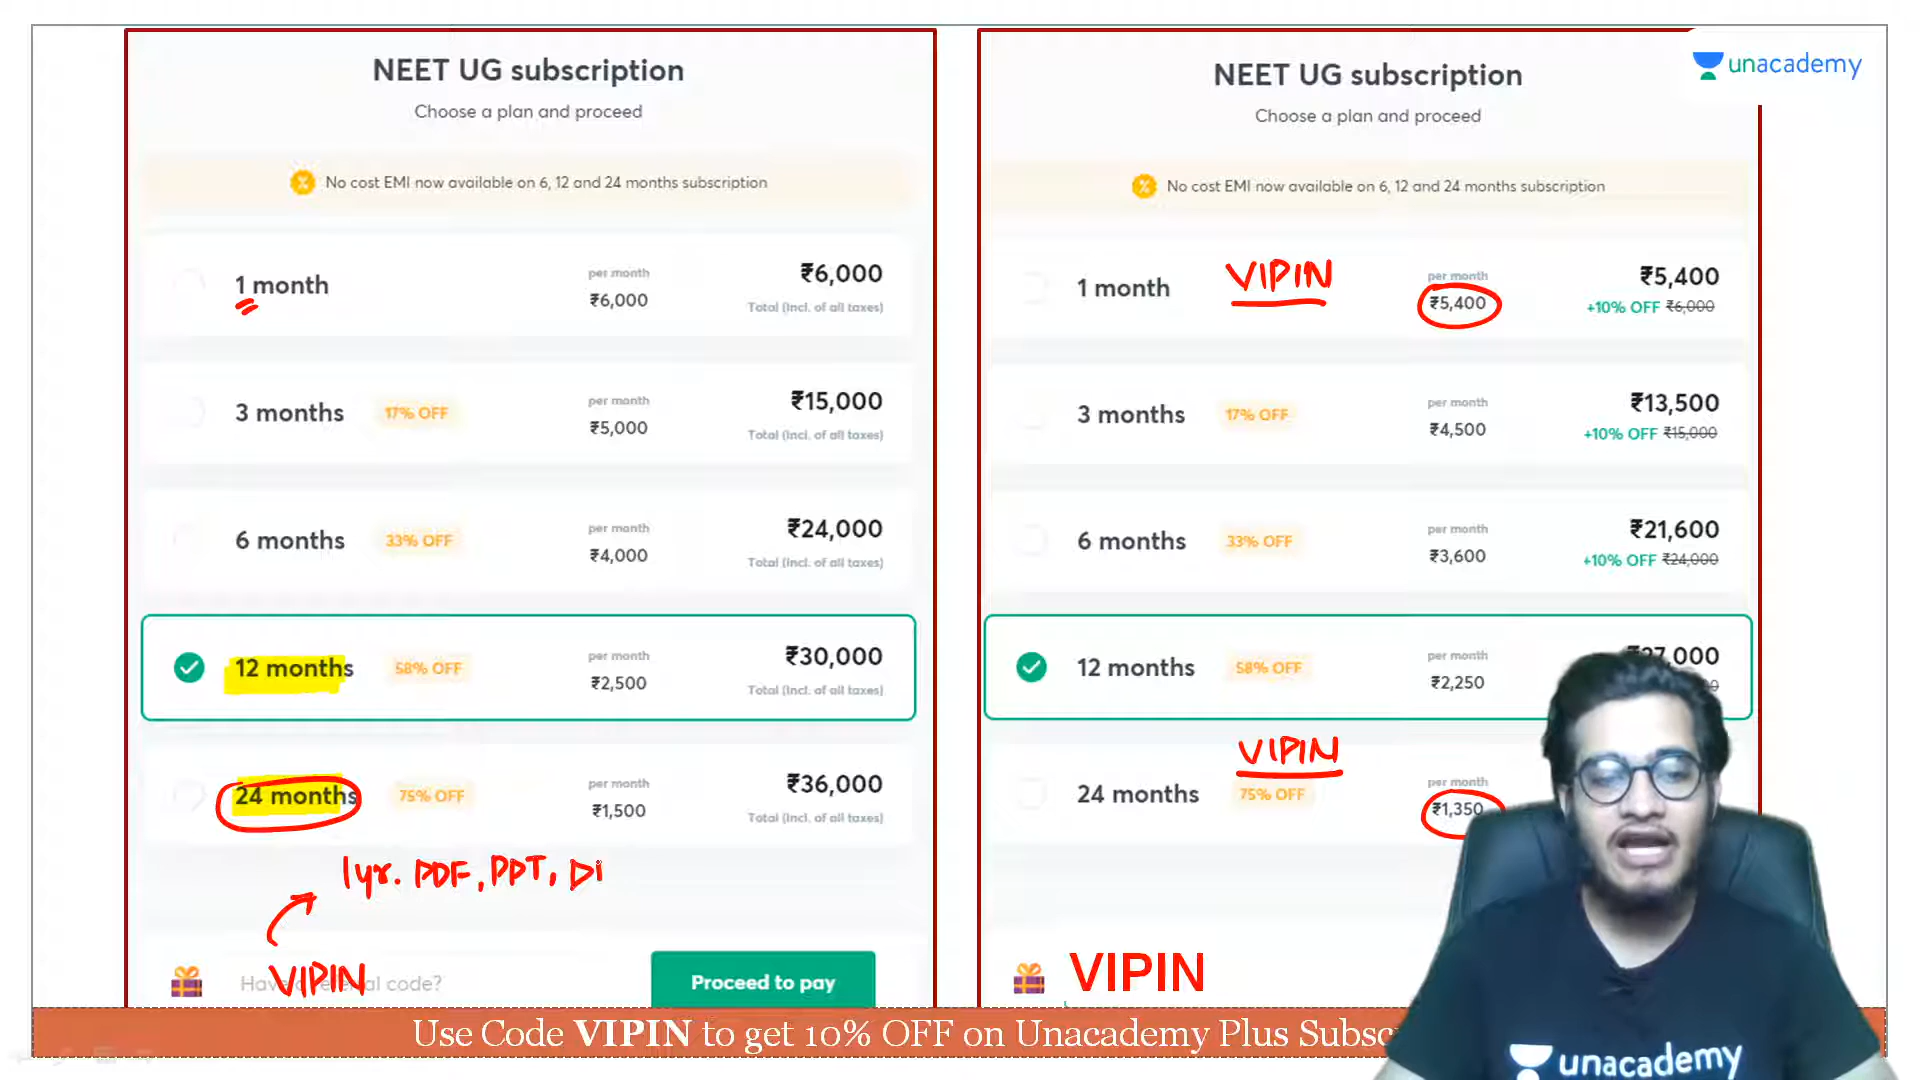 NEET UG subscription
Choose a plan and proceed
No cost EMI now available on 6, 12 and 24 months subscription
1 month
per month
₹6,000
₹6,000
Total (Incl. of all taxes)
3 months
17% OFF
per month
₹5,000
₹15,000
Total (Incl. of all taxes)
6 months
33% OFF
per month
₹4,000
₹24,000
Total (Incl. of all taxes)
12 months
58% OFF
per month
₹2,500
₹30,000
Total (Incl. of all taxes)
24 months
75% OFF
per month
₹1,500
₹36,000
Total (Incl. of all taxes)
1yr. PDF, PPT, Di
VIPIN
Proceed to pay
unacademy
NEET UG subscription
Choose a plan and proceed
No cost EMI now available on 6, 12 and 24 months subscription
1 month
VIPIN
per month
₹5,400
₹5,400
+10% OFF ₹6,000
3 months
17% OFF
per month
₹4,500
₹13,500
+10% OFF ₹15,000
6 months
33% OFF
per month
₹3,600
₹21,600
+10% OFF ₹24,000
12 months
58% OFF
per month
₹2,250
VIPIN
24 months
75% OFF
per month
₹1,350
VIPIN
Use Code VIPIN to get 10% OFF on Unacademy Plus
unacademy